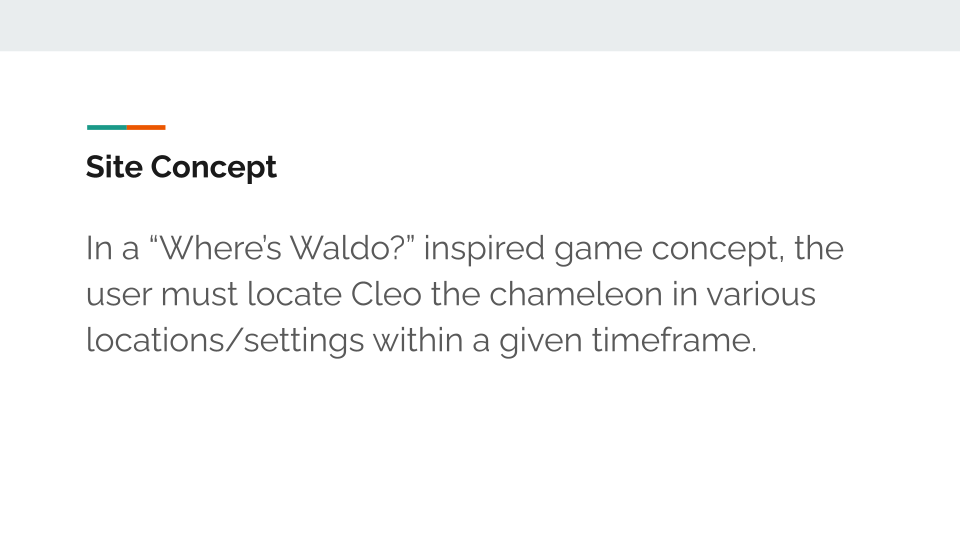 Site Concept
In a “Where’s Waldo?” inspired game concept, the
user must locate Cleo the chameleon in various
locations/settings within a given timeframe.